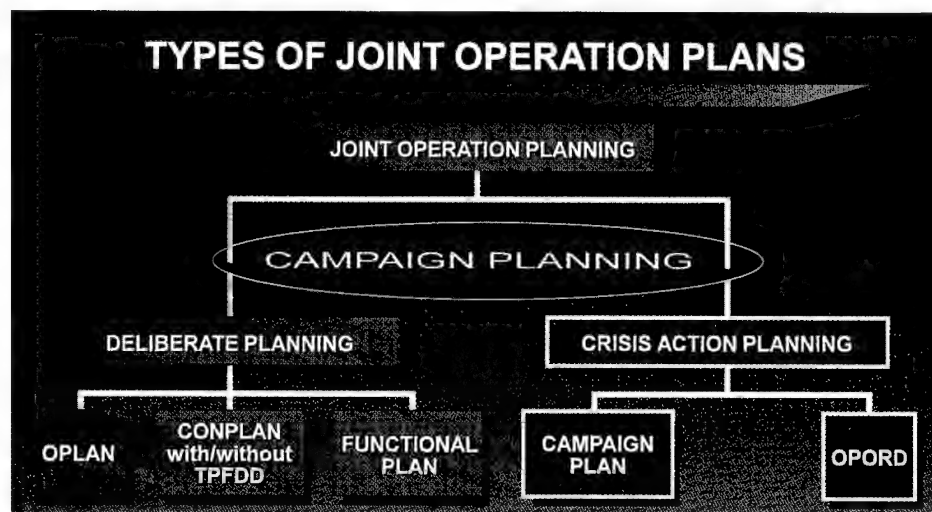 TYPES OF JOINT OPERATION PLANS
JOINT OPERATION PLANNING
CAMPAIGN PLANNING
DELIBERATE PLANNING
CRISIS ACTION PLANNING
OPLAN
CONPLAN
with/without
TPFDD
FUNCTIONAL
PLAN
CAMPAIGN
PLAN
OPORD